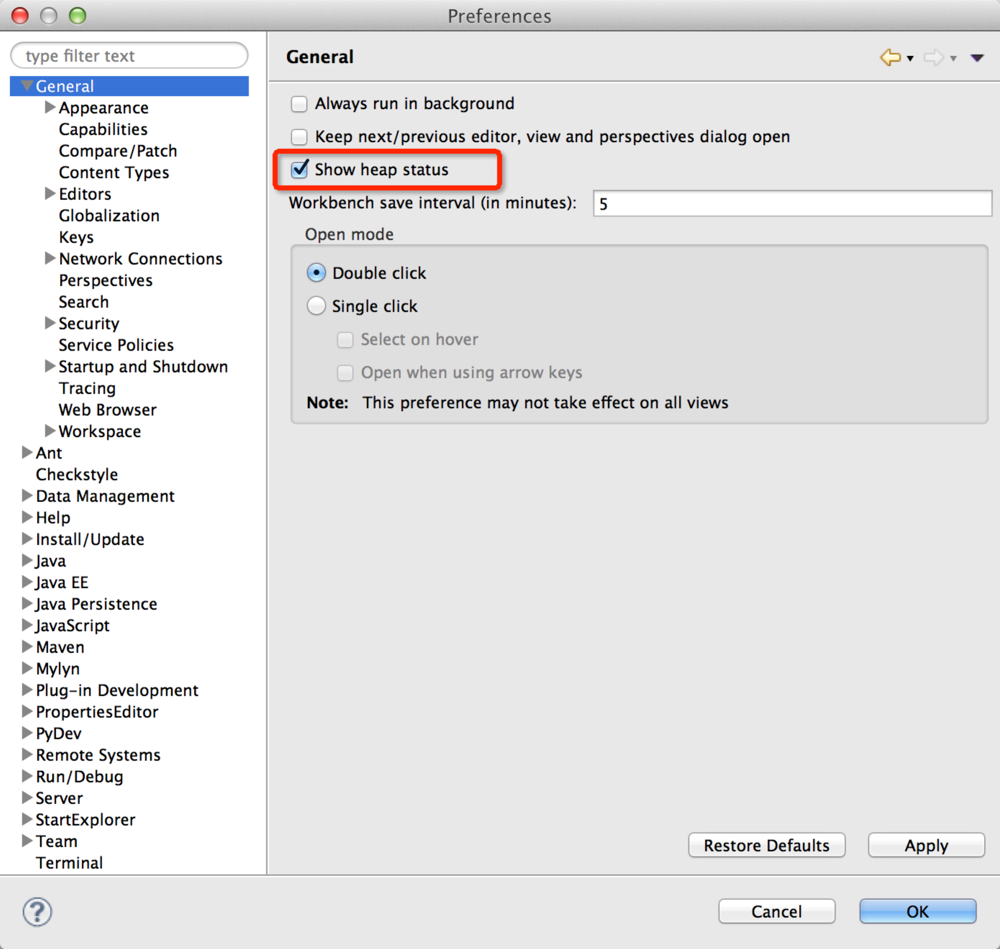 Preferences
type filter text
General
Appearance
Capabilities
Compare/Patch
Content Types
Editors
Globalization
Keys
Network Connections
Perspectives
Search
Security
Service Policies
Startup and Shutdown
Tracing
Web Browser
Workspace
Ant
Checkstyle
Data Management
Help
Install/Update
Java
Java EE
Java Persistence
JavaScript
Maven
Mylyn
Plug-in Development
PropertiesEditor
PyDev
Remote Systems
Run/Debug
Server
StartExplorer
Team
Terminal
General
Always run in background
Keep next/previous editor, view and perspectives dialog open
Show heap status
Workbench save interval (in minutes): 5
Open mode
Double click
Single click
Select on hover
Open when using arrow keys
Note: This preference may not take effect on all views
Restore Defaults Apply
? Cancel OK